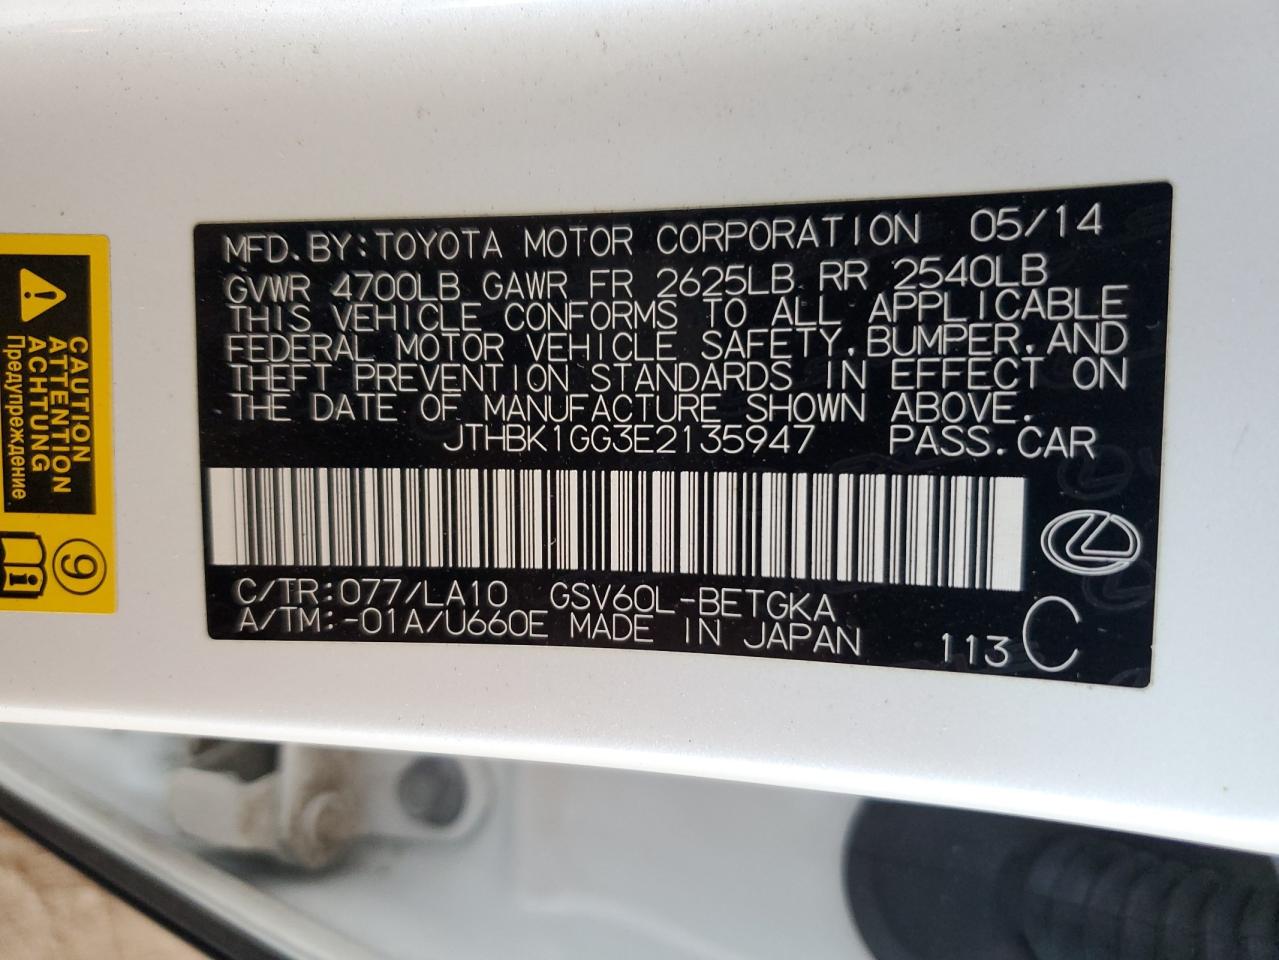 MFD.BY:TOYOTA MOTOR CORPORATION 05/14
GVWR 4700LB GAWR FR 2625LB RR 2540LB
THIS VEHICLE CONFORMS TO ALL APPLICABLE
FEDERAL MOTOR VEHICLE SAFETY,BUMPER,AND
THEFT PREVENTION STANDARDS IN EFFECT ON
THE DATE OF MANUFACTURE SHOWN ABOVE.
JTHBK1GG3E2135947 PASS.CAR
C/TR:077/LA10 GSV60L-BETGKA
A/TM:-01A/U660E MADE IN JAPAN 113 C
CAUTION
ATTENTION
ACHTUNG
Предупреждение
9